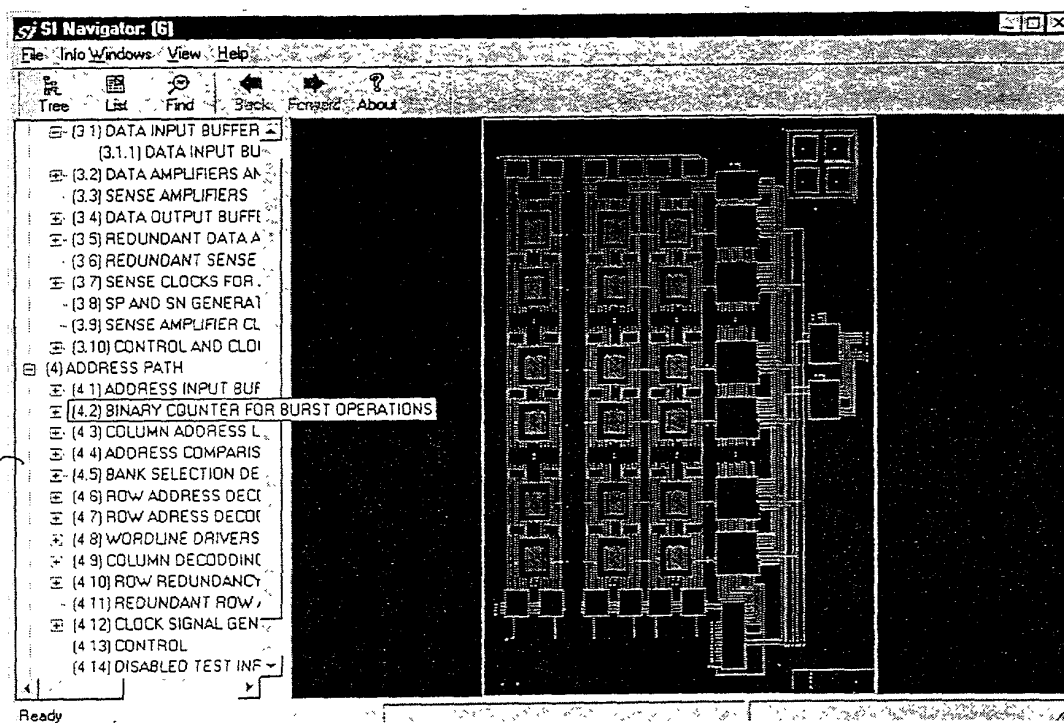 SI SI Navigator: [6]
File Info Windows View Help
Tree List Find Back Forward About
(3.1) DATA INPUT BUFFER
(3.1.1) DATA INPUT BU
(3.2) DATA AMPLIFIERS AN
(3.3) SENSE AMPLIFIERS
(3.4) DATA OUTPUT BUFFE
(3.5) REDUNDANT DATA A
(3.6) REDUNDANT SENSE
(3.7) SENSE CLOCKS FOR
(3.8) SP AND SN GENERAT
(3.9) SENSE AMPLIFIER CL
(3.10) CONTROL AND CLO
(4) ADDRESS PATH
(4.1) ADDRESS INPUT BUF
(4.2) BINARY COUNTER FOR BURST OPERATIONS
(4.3) COLUMN ADDRESS L
(4.4) ADDRESS COMPARIS
(4.5) BANK SELECTION DE
(4.6) ROW ADDRESS DECO
(4.7) ROW ADRESS DECOD
(4.8) WORDLINE DRIVERS
(4.9) COLUMN DECODDING
(4.10) ROW REDUNDANCY
(4.11) REDUNDANT ROW
(4.12) CLOCK SIGNAL GEN
(4.13) CONTROL
(4.14) DISABLED TEST INF
Ready